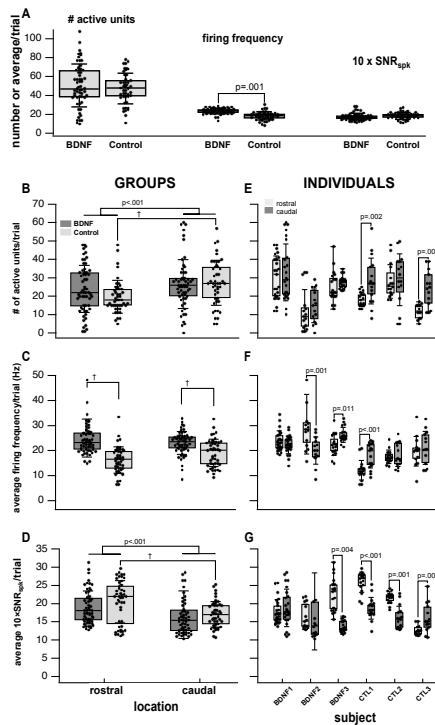 A
# active units
firing frequency
10 x SNRspk
p=.001
number or average/trial
100
80
60
40
20
0
BDNF Control BDNF Control BDNF Control
GROUPS
INDIVIDUALS
B
BDNF
Control
p<.001
†
# of active units/trial
70
60
50
40
30
20
10
0
E
rostral
caudal
p=.002
p=.00
C
†
†
average firing frequency/trial (Hz)
60
40
20
0
F
p=.001
p=.011
p<.001
D
p<.001
†
average 10×SNRspk/trial
35
30
25
20
15
10
5
0
rostral caudal
location
G
p=.004
p<.001
p=.001
p=.00
BDNF1 BDNF2 BDNF3 CTL1 CTL2 CTL3
subject